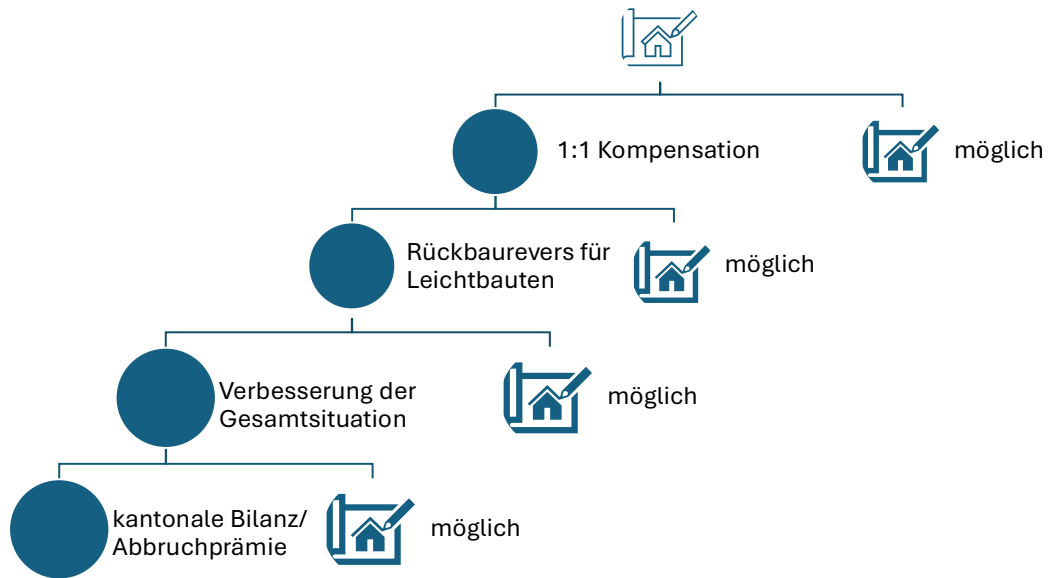 1:1 Kompensation
möglich
Rückbaurevers für
Leichtbauten
möglich
Verbesserung der
Gesamtsituation
möglich
kantonale Bilanz/
Abbruchprämie
möglich